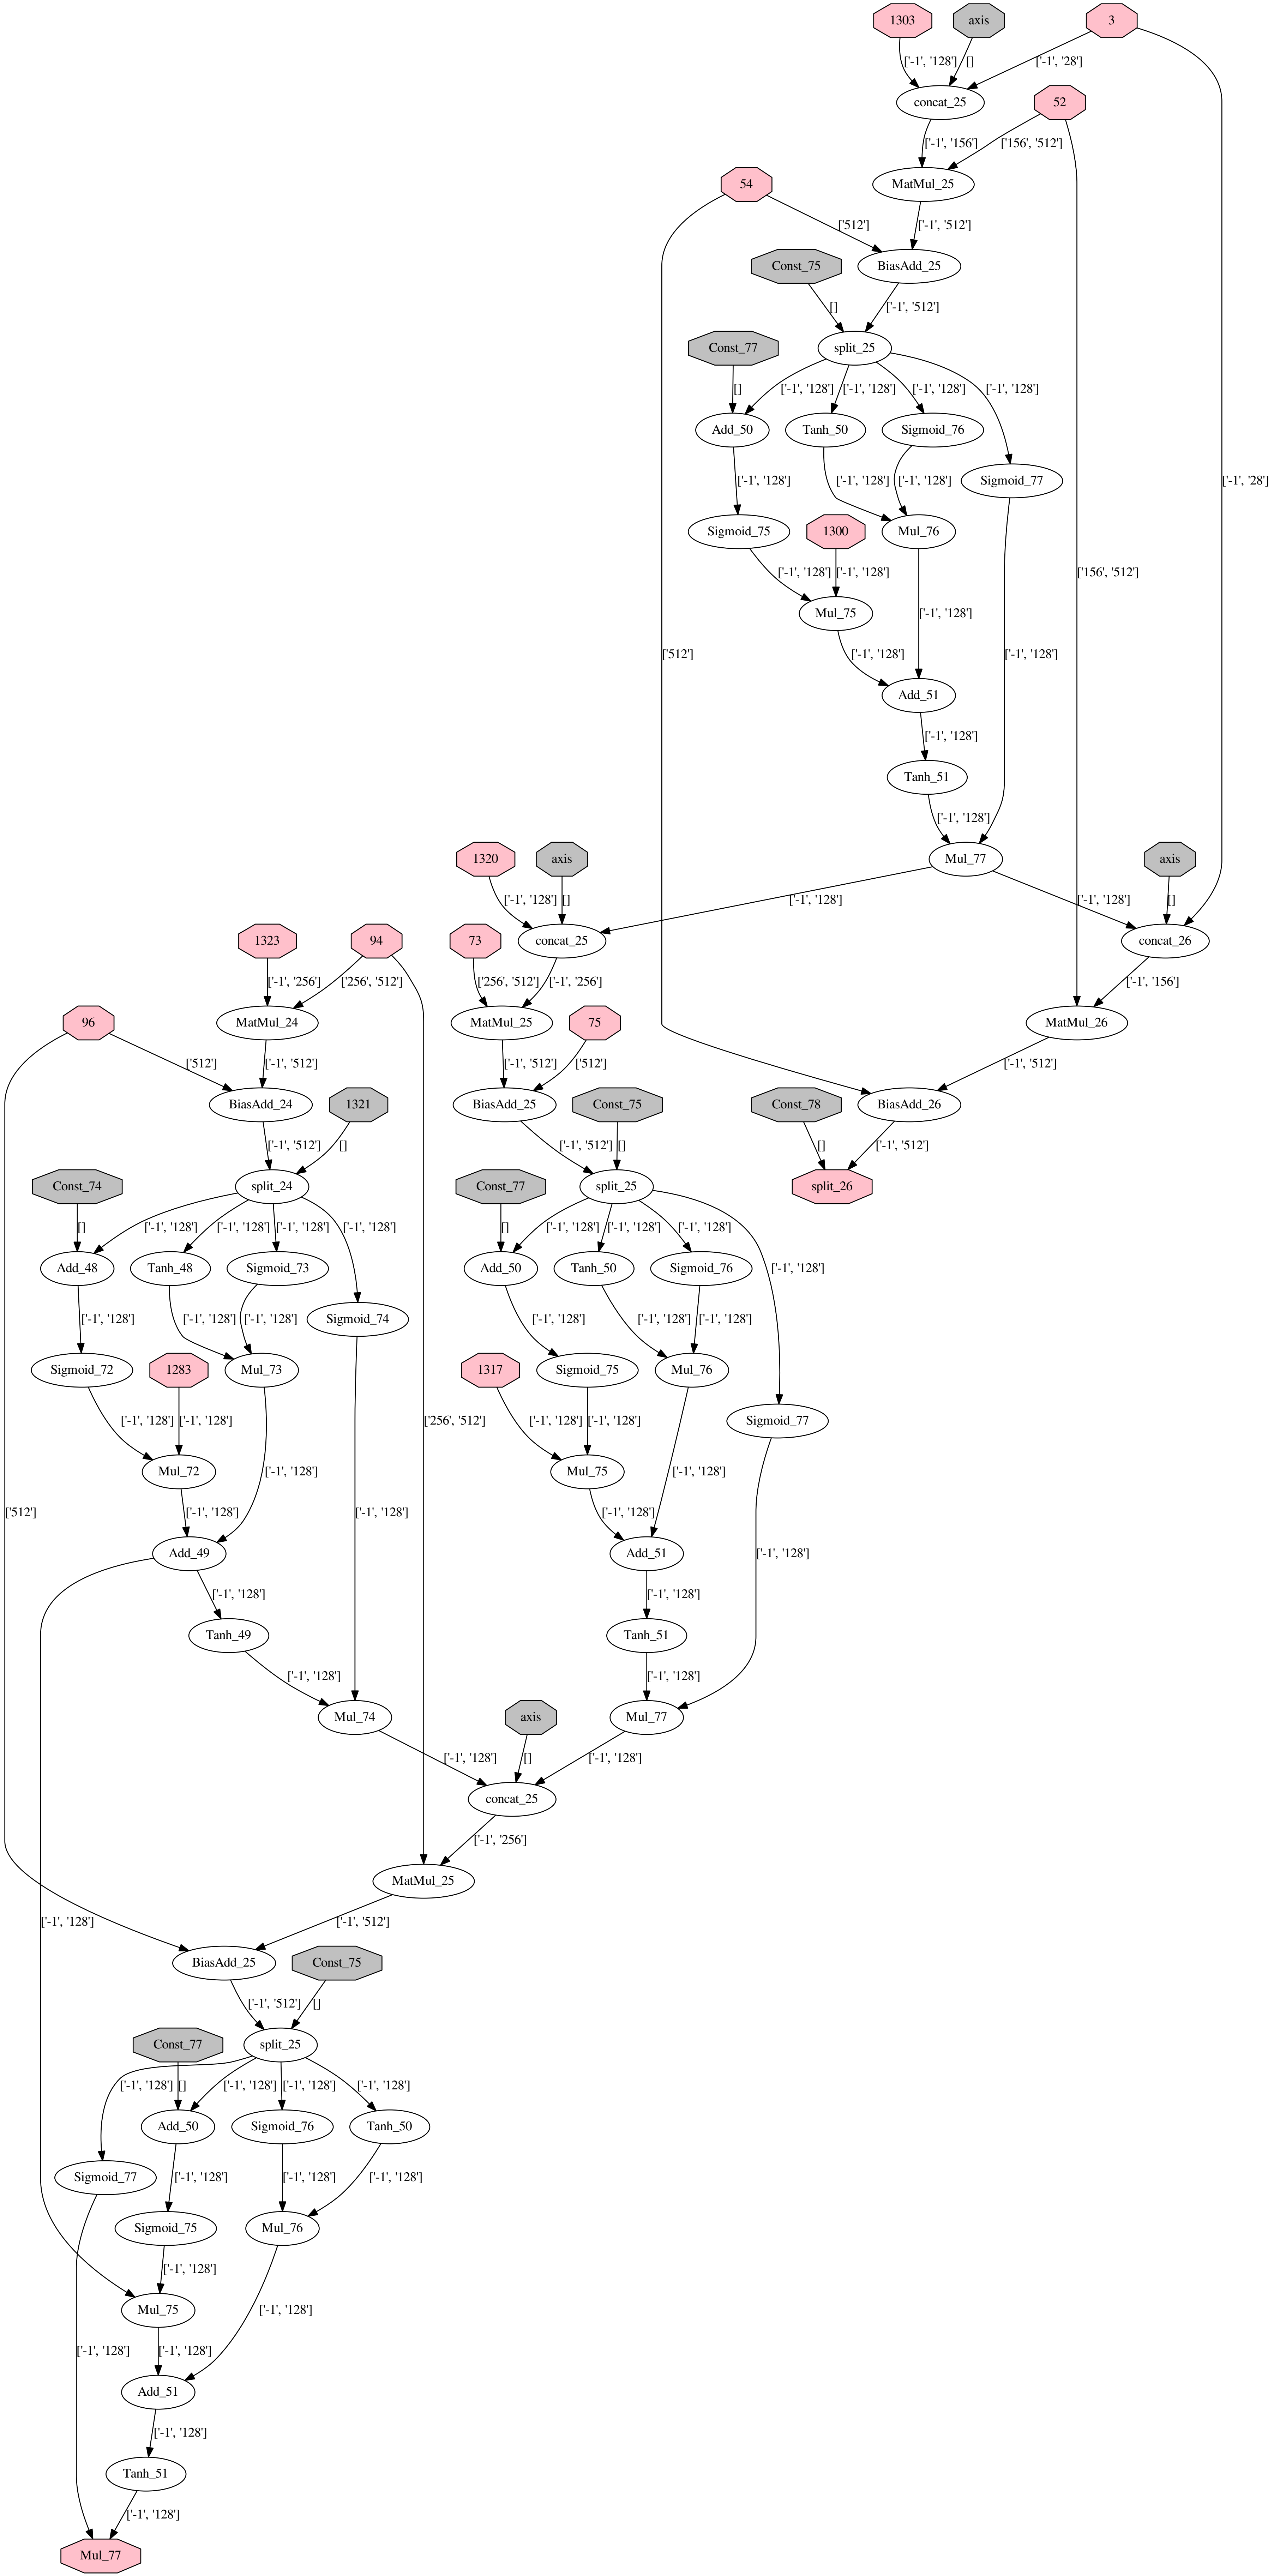 1303 axis 3
['-1', '128'] [] ['-1', '28']
concat_25 52
['-1', '156'] ['156', '512']
54 MatMul_25
['512'] ['-1', '512']
Const_75 BiasAdd_25
[] ['-1', '512']
Const_77 split_25
[] ['-1', '128'] ['-1', '128'] ['-1', '128'] ['-1', '128']
Add_50 Tanh_50 Sigmoid_76
['-1', '128'] ['-1', '128'] ['-1', '128'] Sigmoid_77 ['-1', '28']
Sigmoid_75 1300 Mul_76
['-1', '128'] ['-1', '128'] ['156', '512']
Mul_75 ['-1', '128']
['512'] ['-1', '128'] ['-1', '128']
Add_51
['-1', '128']
Tanh_51
['-1', '128']
1320 axis Mul_77 axis
['-1', '128'] [] ['-1', '128'] ['-1', '128'] []
1323 94 73 concat_25 concat_26
['-1', '256'] ['256', '512'] ['256', '512'] ['-1', '256'] ['-1', '156']
96 MatMul_24 MatMul_25 75 MatMul_26
['512'] ['-1', '512'] ['-1', '512'] ['512'] ['-1', '512']
BiasAdd_24 1321 BiasAdd_25 Const_75 Const_78 BiasAdd_26
['-1', '512'] [] ['-1', '512'] [] [] ['-1', '512']
Const_74 split_24 Const_77 split_25 split_26
[] ['-1', '128'] ['-1', '128'] ['-1', '128'] ['-1', '128'] [] ['-1', '128'] ['-1', '128'] ['-1', '128']
Add_48 Tanh_48 Sigmoid_73 Add_50 Tanh_50 Sigmoid_76 ['-1', '128']
['-1', '128'] ['-1', '128'] ['-1', '128'] Sigmoid_74 ['-1', '128'] ['-1', '128'] ['-1', '128']
Sigmoid_72 1283 Mul_73 1317 Sigmoid_75 Mul_76
['-1', '128'] ['-1', '128'] ['256', '512'] ['-1', '128'] ['-1', '128'] Sigmoid_77
Mul_72 ['-1', '128'] Mul_75 ['-1', '128']
['512'] ['-1', '128'] ['-1', '128'] ['-1', '128']
Add_49 Add_51 ['-1', '128']
['-1', '128'] ['-1', '128']
Tanh_49 Tanh_51
['-1', '128'] ['-1', '128']
Mul_74 axis Mul_77
['-1', '128'] [] ['-1', '128']
concat_25
['-1', '256']
MatMul_25
['-1', '128'] ['-1', '512']
BiasAdd_25 Const_75
['-1', '512'] []
Const_77 split_25
['-1', '128'] [] ['-1', '128'] ['-1', '128'] ['-1', '128']
Add_50 Sigmoid_76 Tanh_50
Sigmoid_77 ['-1', '128'] ['-1', '128'] ['-1', '128']
Sigmoid_75 Mul_76
['-1', '128']
Mul_75 ['-1', '128']
['-1', '128'] ['-1', '128']
Add_51
['-1', '128']
Tanh_51
['-1', '128']
Mul_77